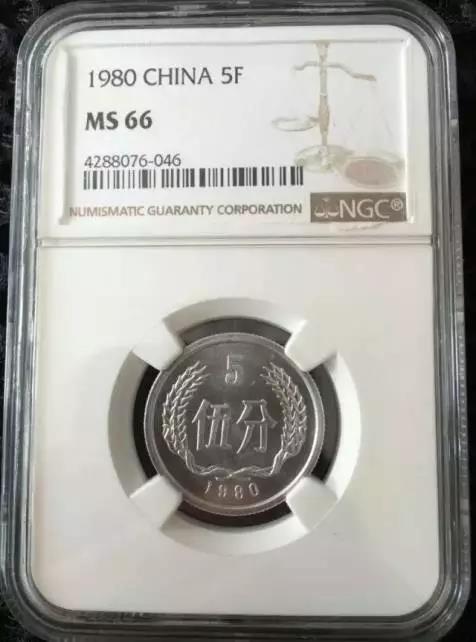 1980 CHINA 5F
MS 66
4288076-046
NUMISMATIC GUARANTY CORPORATION
NGC®
5
伍分
1980